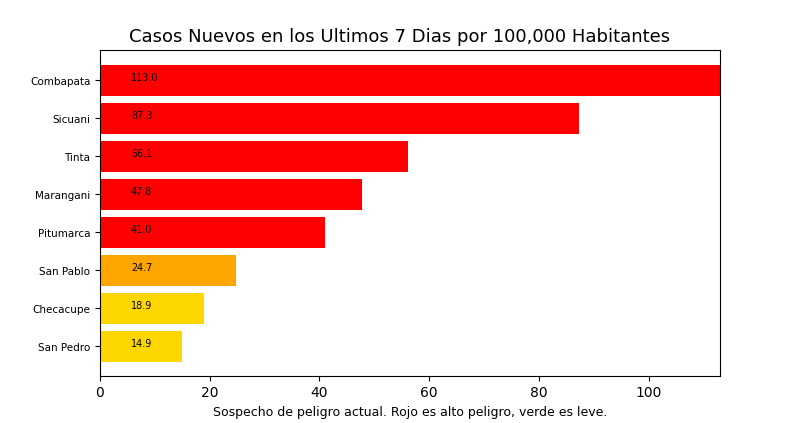 Casos Nuevos en los Ultimos 7 Dias por 100,000 Habitantes
Combapata 113.0
Sicuani 87.3
Tinta 56.1
Marangani 47.8
Pitumarca 41.0
San Pablo 24.7
Checacupe 18.9
San Pedro 14.9
0 20 40 60 80 100
Sospecho de peligro actual. Rojo es alto peligro, verde es leve.